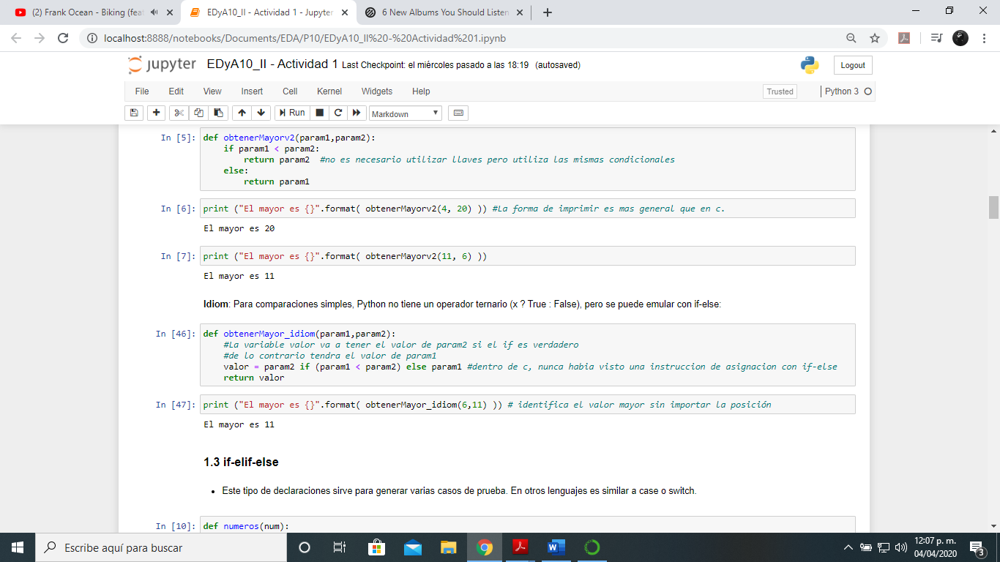 (2) Frank Ocean - Biking (feat
EDyA10_II - Actividad 1 - Jupyter
6 New Albums You Should Listen
localhost:8888/notebooks/Documents/EDA/P10/EDyA10_II%20-%20Actividad%201.ipynb
jupyter EDyA10_II - Actividad 1 Last Checkpoint: el miércoles pasado a las 18:19 (autosaved)
Logout
File Edit View Insert Cell Kernel Widgets Help
Trusted
Python 3
Run
Markdown
In [5]: def obtenerMayorv2(param1,param2):
    if param1 < param2:
        return param2  #no es necesario utilizar llaves pero utiliza las mismas condicionales
    else:
        return param1
In [6]: print ("El mayor es {}".format( obtenerMayorv2(4, 20) )) #La forma de imprimir es mas general que en c.
El mayor es 20
In [7]: print ("El mayor es {}".format( obtenerMayorv2(11, 6) ))
El mayor es 11
Idiom: Para comparaciones simples, Python no tiene un operador ternario (x ? True : False), pero se puede emular con if-else:
In [46]: def obtenerMayor_idiom(param1,param2):
    #La variable valor va a tener el valor de param2 si el if es verdadero
    #de lo contrario tendra el valor de param1
    valor = param2 if (param1 < param2) else param1 #dentro de c, nunca habia visto una instruccion de asignacion con if-else
    return valor
In [47]: print ("El mayor es {}".format( obtenerMayor_idiom(6,11) )) # identifica el valor mayor sin importar la posición
El mayor es 11
1.3 if-elif-else
• Este tipo de declaraciones sirve para generar varias casos de prueba. En otros lenguajes es similar a case o switch.
In [10]: def numeros(num):
Escribe aquí para buscar
12:07 p. m.
04/04/2020
3